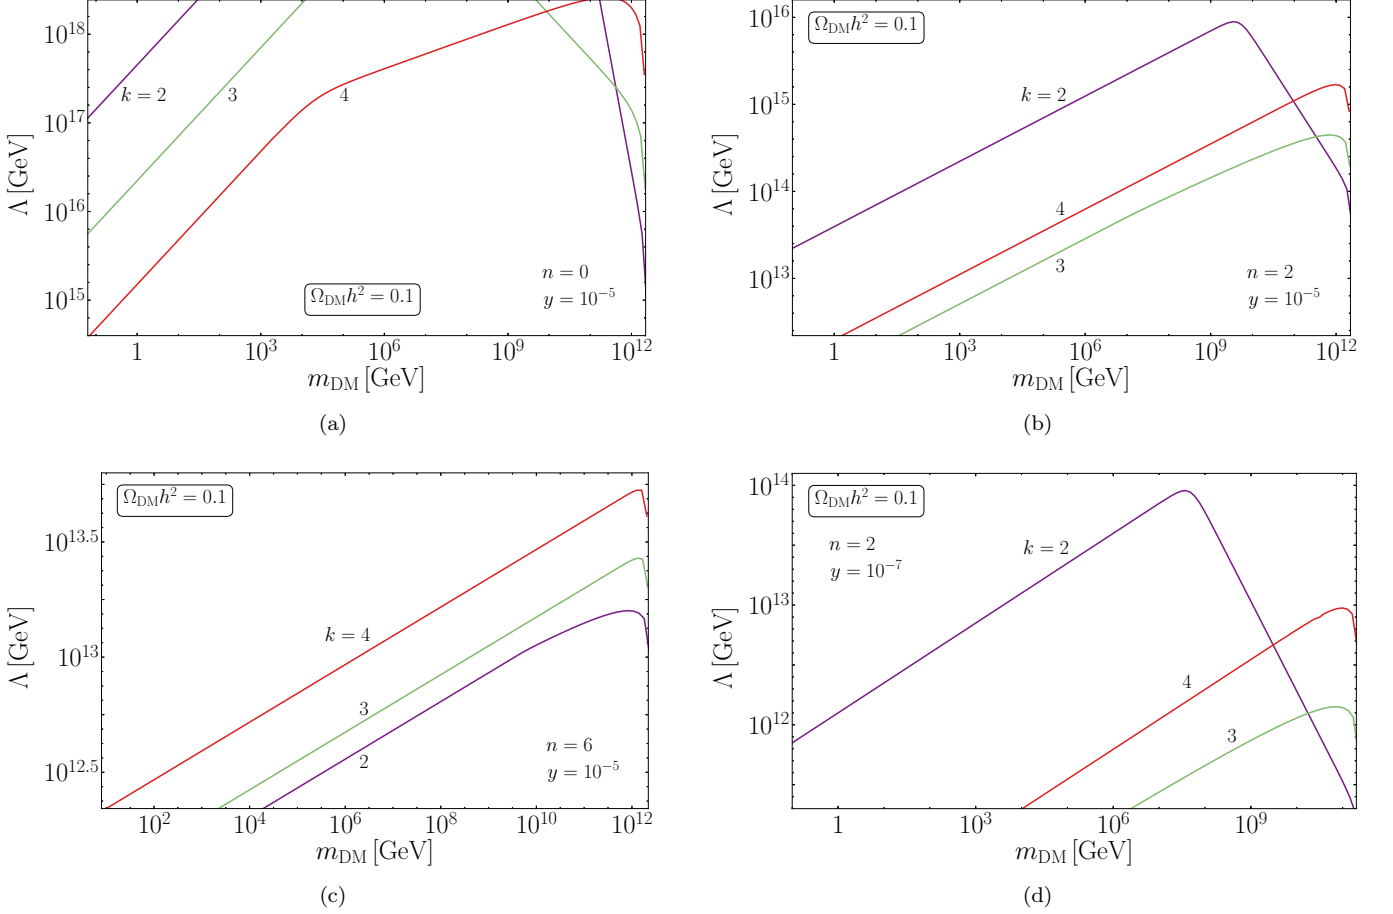 10^18
10^17
10^16
10^15
Λ [GeV]
k = 2
3
4
n = 0
y = 10^-5
Ω_DM h^2 = 0.1
1
10^3
10^6
10^9
10^12
m_DM [GeV]
(a)
10^16
10^15
10^14
10^13
Λ [GeV]
Ω_DM h^2 = 0.1
k = 2
4
3
n = 2
y = 10^-5
1
10^3
10^6
10^9
10^12
m_DM [GeV]
(b)
10^13.5
10^13
10^12.5
Λ [GeV]
Ω_DM h^2 = 0.1
k = 4
3
2
n = 6
y = 10^-5
10^2
10^4
10^6
10^8
10^10
10^12
m_DM [GeV]
(c)
10^14
10^13
10^12
Λ [GeV]
Ω_DM h^2 = 0.1
n = 2
y = 10^-7
k = 2
4
3
1
10^3
10^6
10^9
m_DM [GeV]
(d)